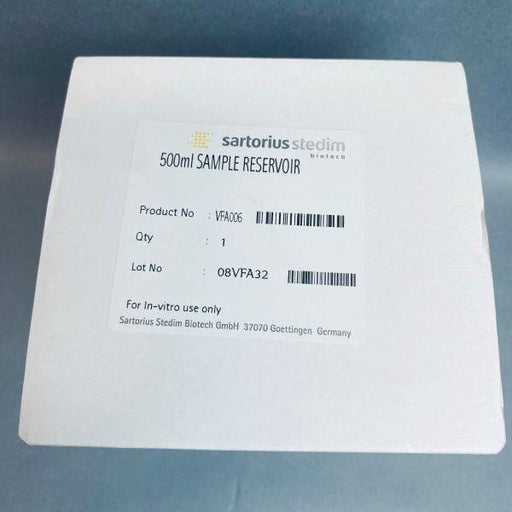 sartorius stedim
biotech
500ml SAMPLE RESERVOIR
Product No : VFA006
Qty : 1
Lot No : 08VFA32
For In-vitro use only
Sartorius Stedim Biotech GmbH 37070 Goettingen Germany